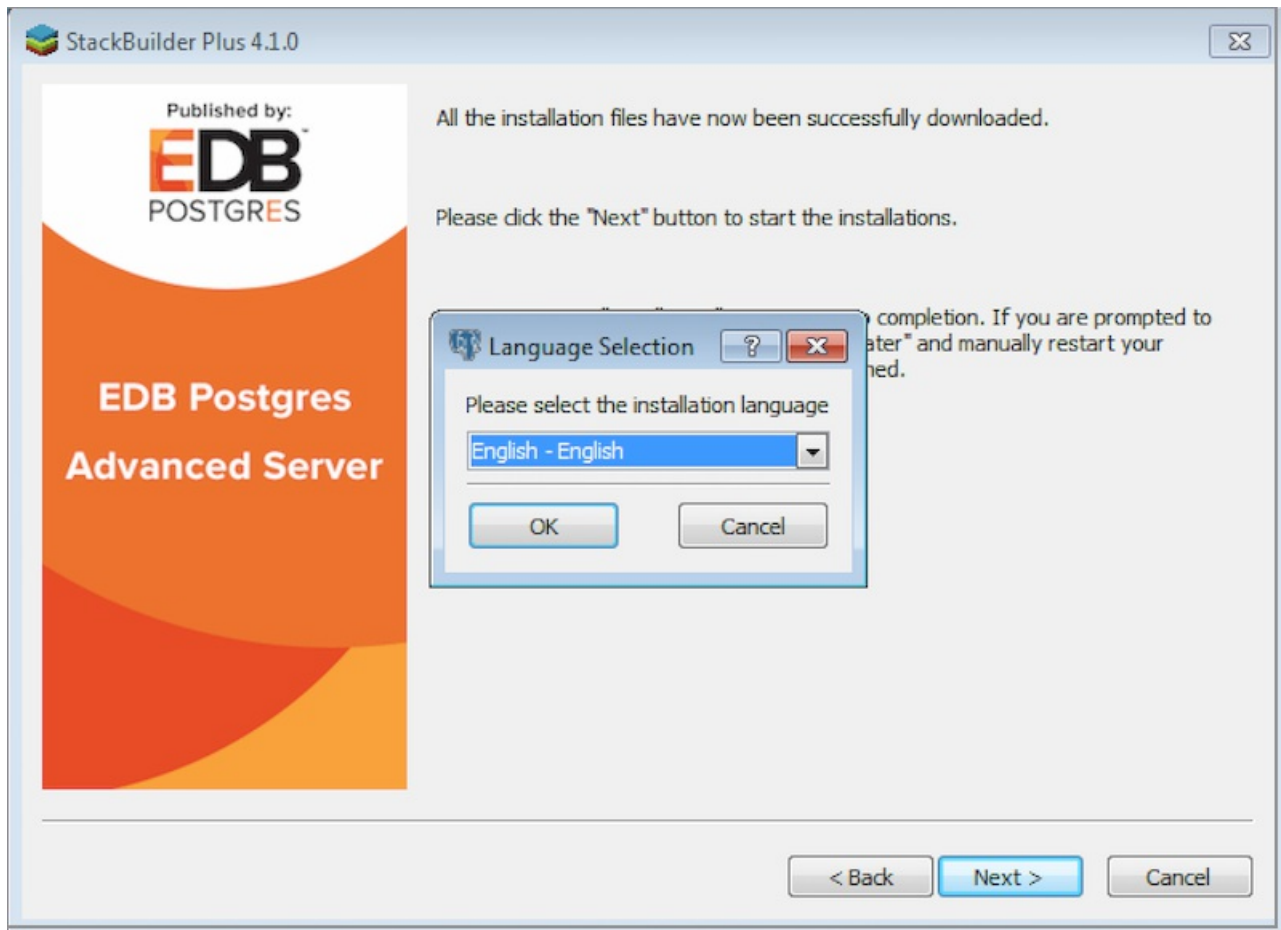 StackBuilder Plus 4.1.0
Published by:
EDB™
POSTGRES
EDB Postgres
Advanced Server
All the installation files have now been successfully downloaded.
Please click the "Next" button to start the installations.
completion. If you are prompted to
ater" and manually restart your
ned.
Language Selection
?
Please select the installation language
English - English
OK
Cancel
< Back
Next >
Cancel